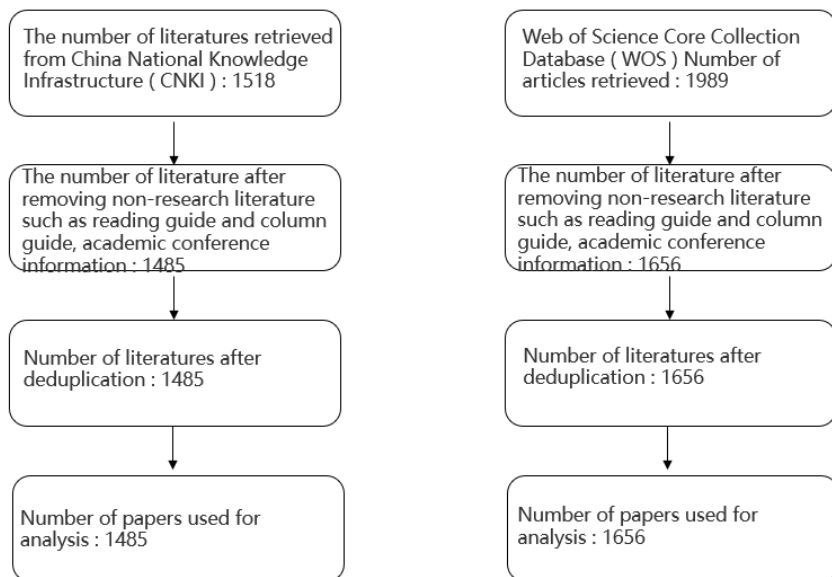 The number of literatures retrieved
from China National Knowledge
Infrastructure ( CNKI ) : 1518
The number of literature after
removing non-research literature
such as reading guide and column
guide, academic conference
information : 1485
Number of literatures after
deduplication : 1485
Number of papers used for
analysis : 1485
Web of Science Core Collection
Database ( WOS ) Number of
articles retrieved : 1989
The number of literature after
removing non-research literature
such as reading guide and column
guide, academic conference
information : 1656
Number of literatures after
deduplication : 1656
Number of papers used for
analysis : 1656